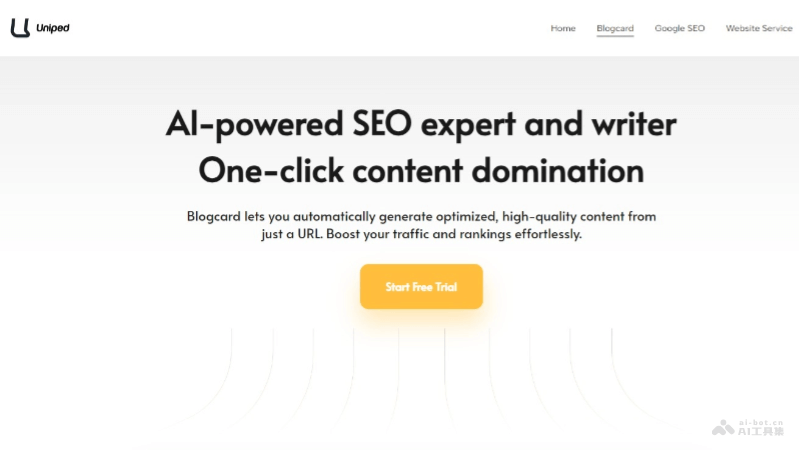 Uniped
Home
Blogcard
Google SEO
Website Service
AI-powered SEO expert and writer
One-click content domination
Blogcard lets you automatically generate optimized, high-quality content from
just a URL. Boost your traffic and rankings effortlessly.
Start Free Trial
ai-bot.cn
AI工具集